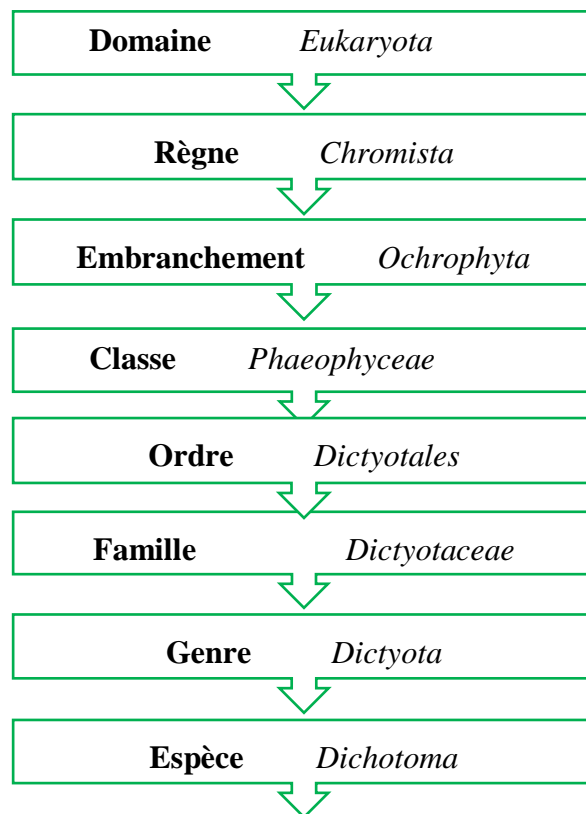 Domaine Eukaryota
Règne Chromista
Embranchement Ochrophyta
Classe Phaeophyceae
Ordre Dictyotales
Famille Dictyotaceae
Genre Dictyota
Espèce Dichotoma